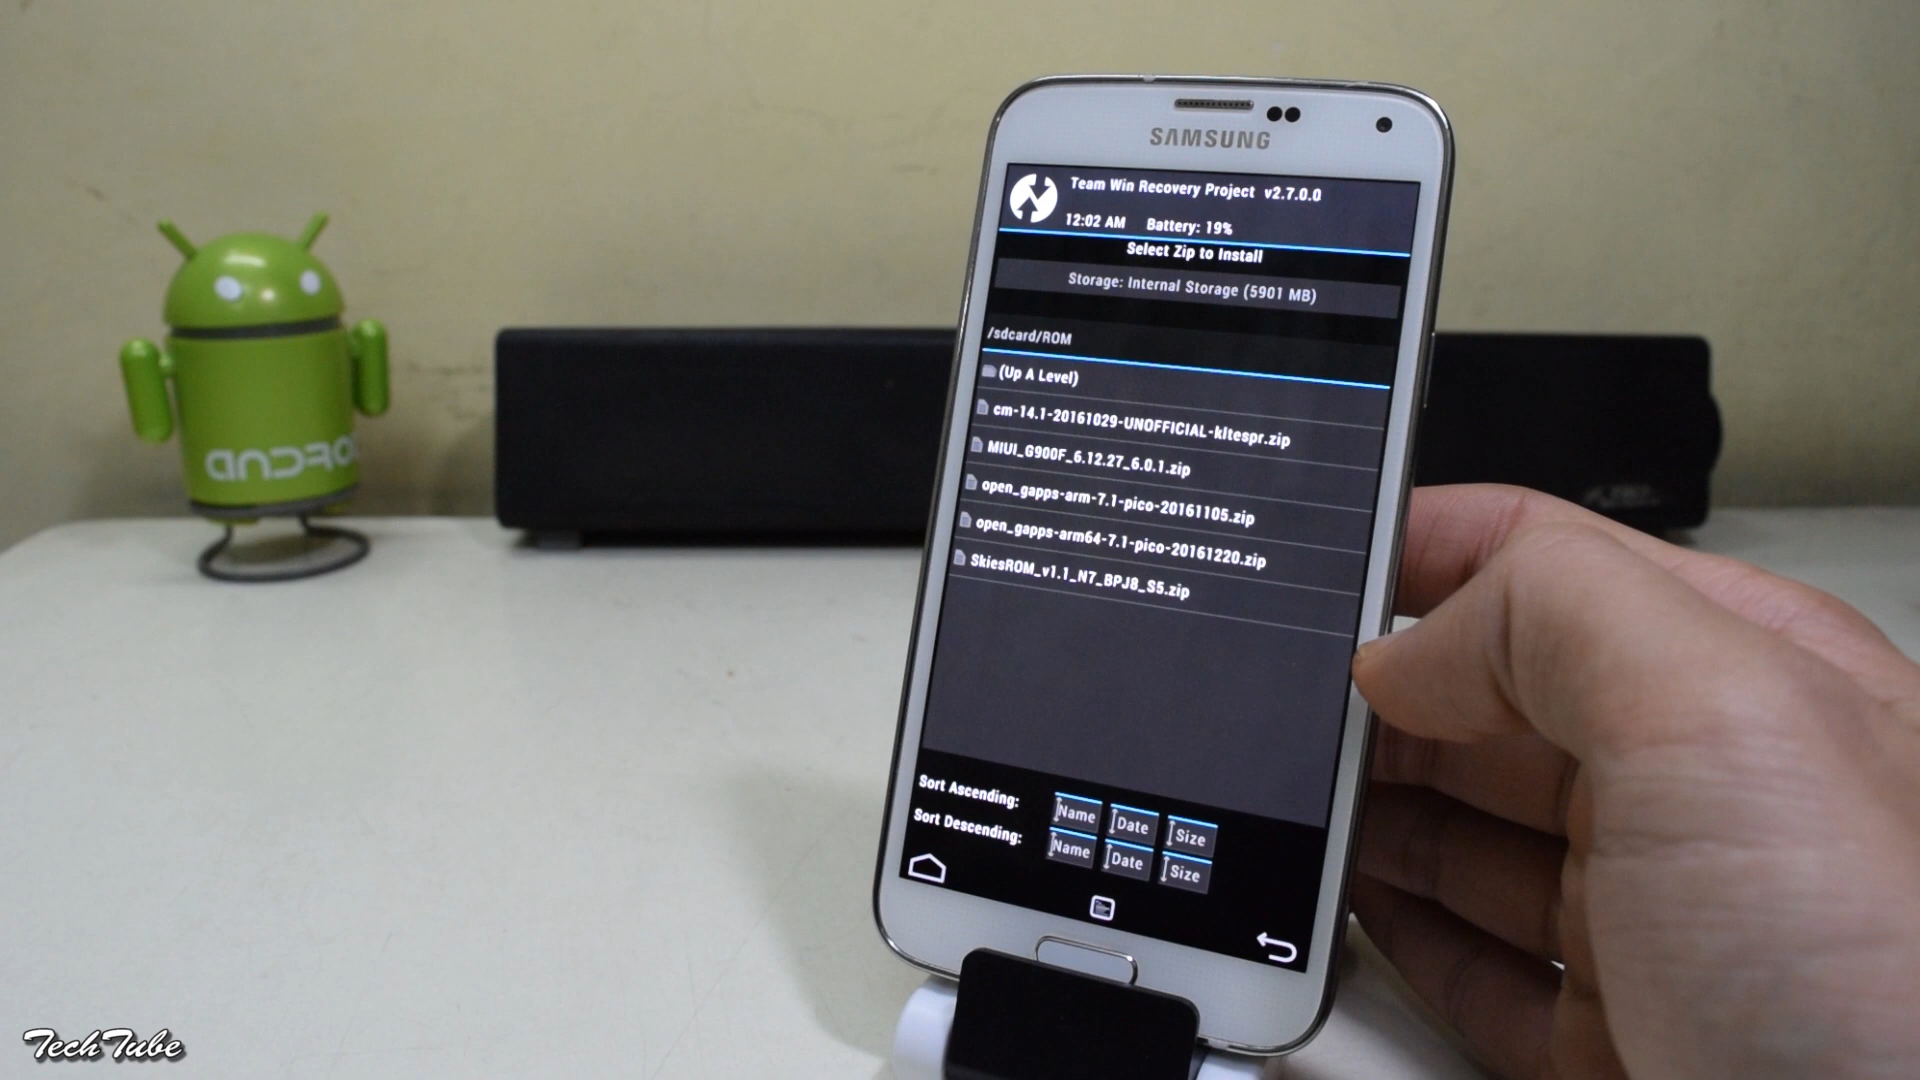 SAMSUNG
Team Win Recovery Project v2.7.0.0
12:02 AM Battery: 19%
Select Zip to Install
Storage: Internal Storage (5901 MB)
/sdcard/ROM
(Up A Level)
cm-14.1-20161029-UNOFFICIAL-kltespr.zip
MIUI_G900F_6.12.27_6.0.1.zip
open_gapps-arm-7.1-pico-20161105.zip
open_gapps-arm64-7.1-pico-20161220.zip
SkiesROM_v1.1_N7_BPJ8_S5.zip
Sort Ascending: Name Date Size
Sort Descending: Name Date Size
ANDRO
TechTube